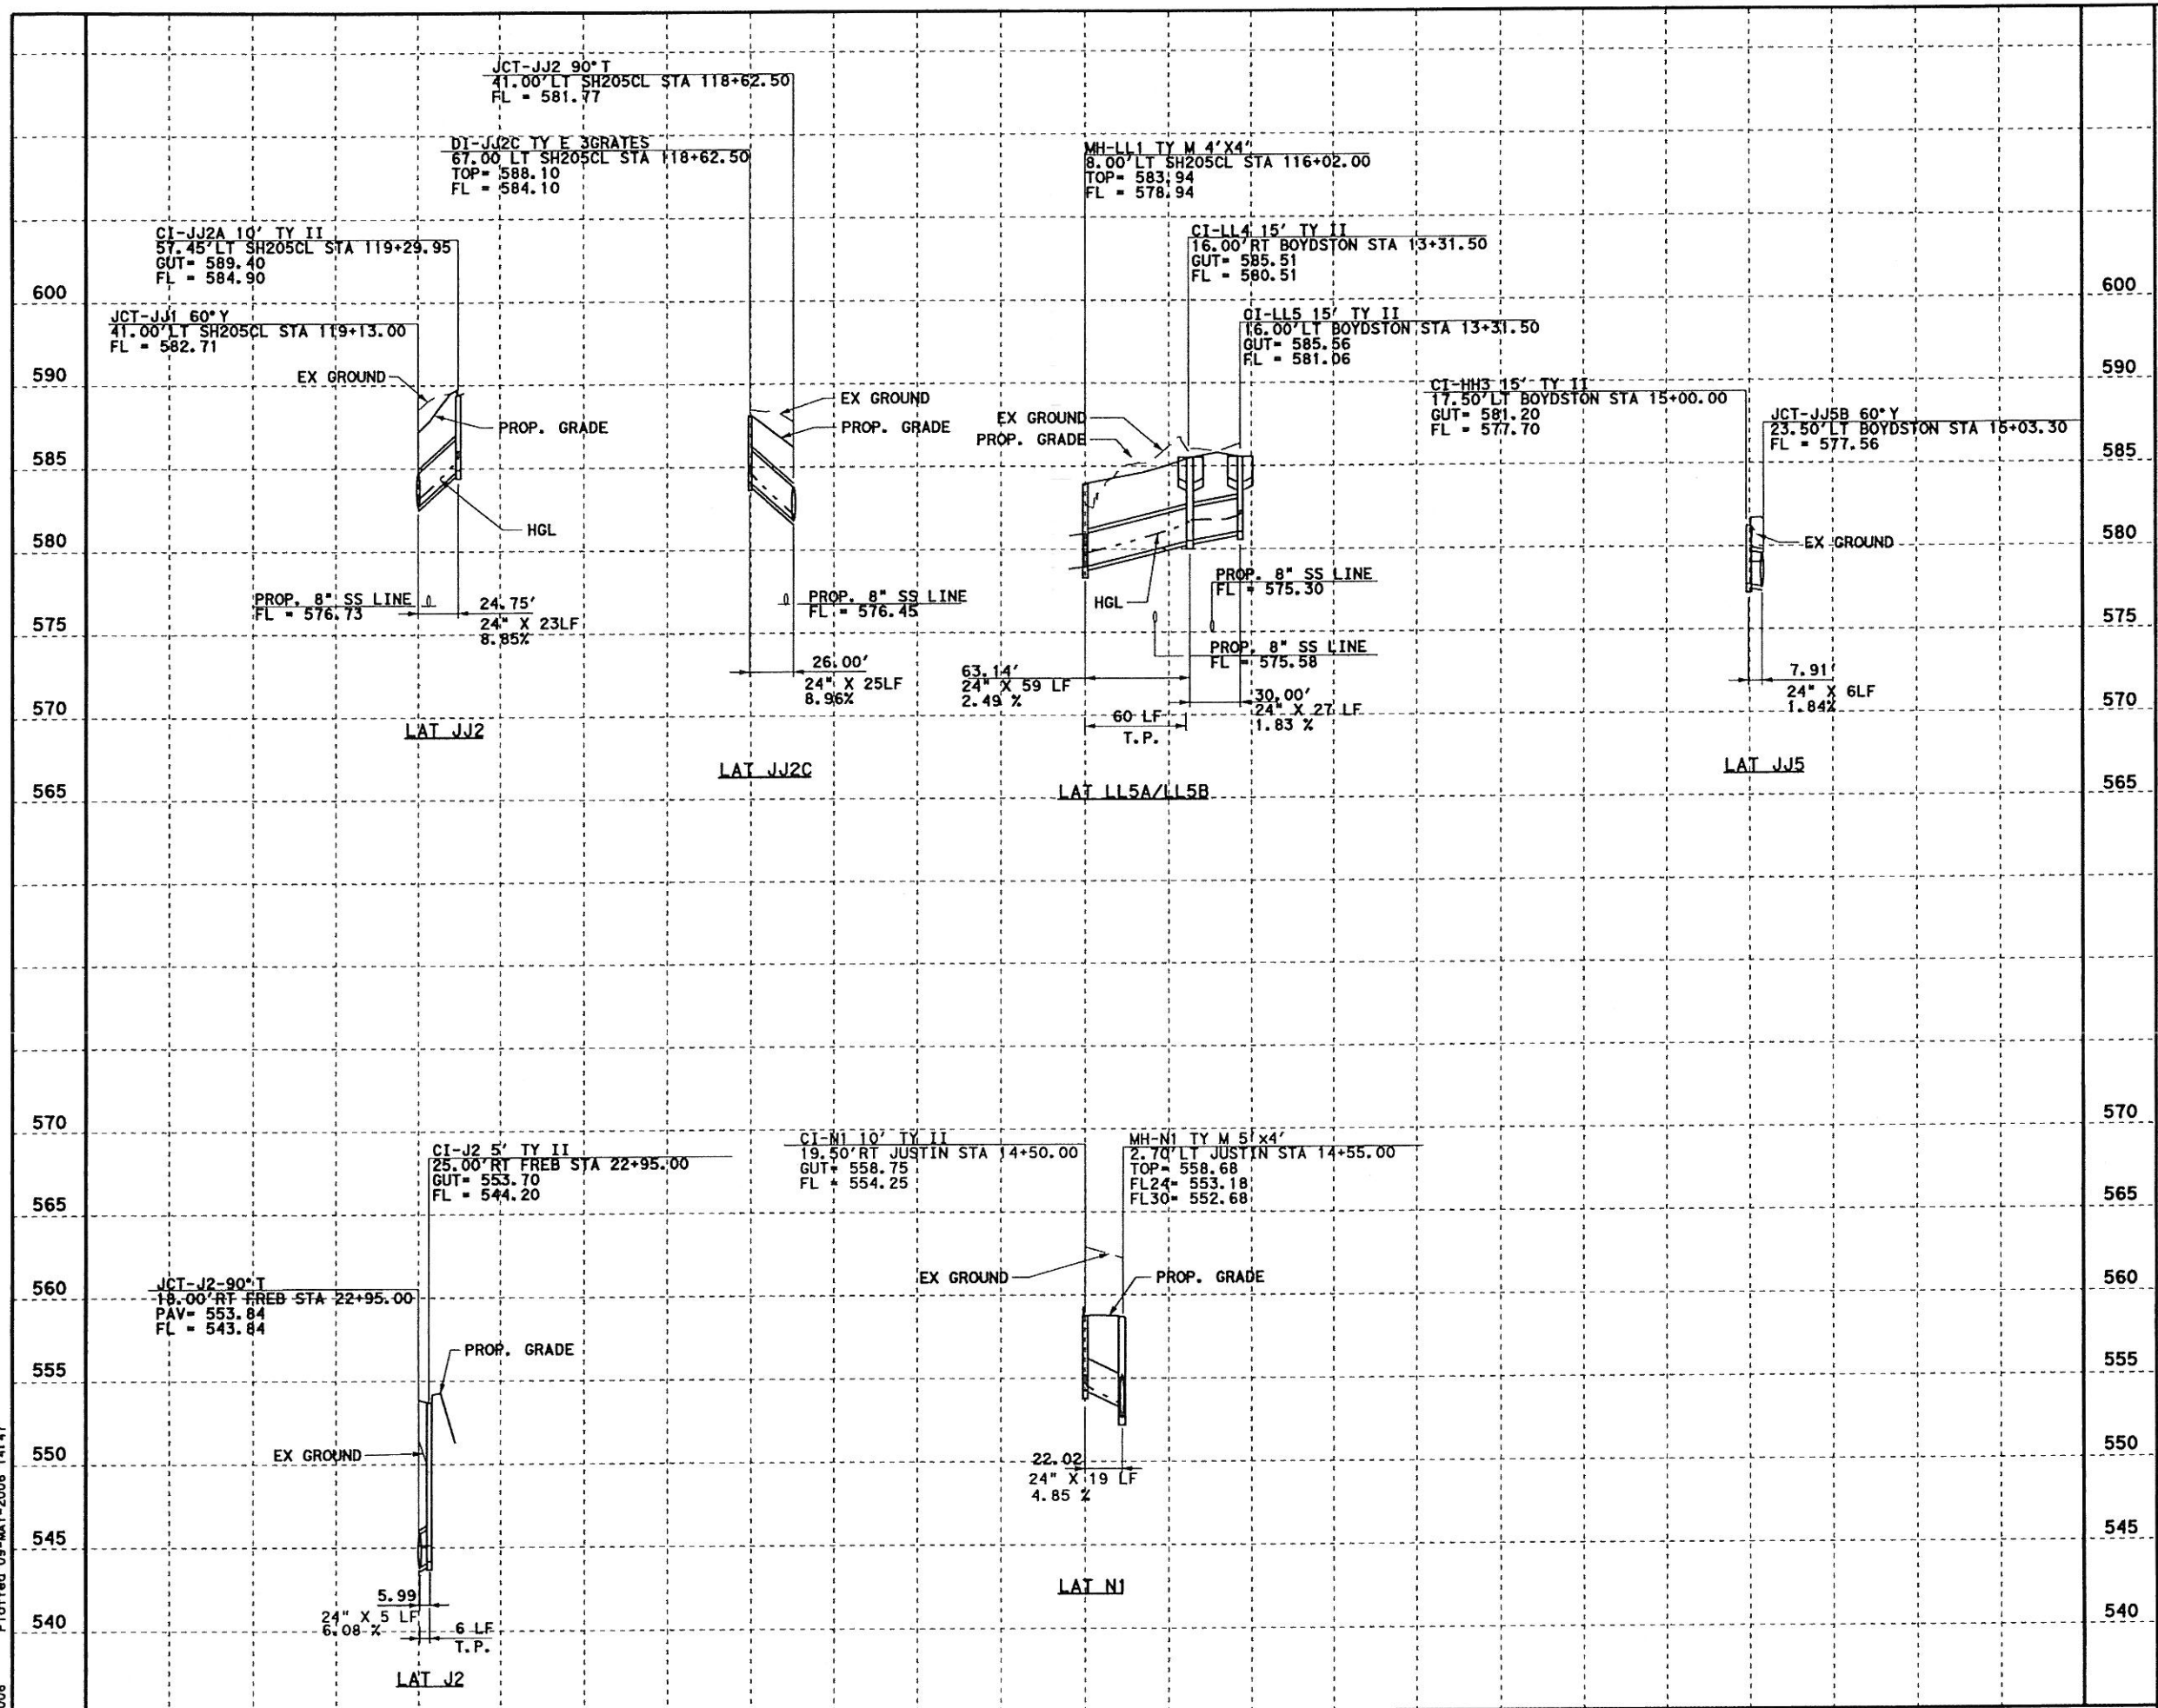 JCT-JJ2 90°T
41.00'LT SH205CL STA 118+62.50
FL = 581.77
DI-JJ2C TY E 3GRATES
67.00 LT SH205CL STA 118+62.50
TOP= 588.10
FL = 584.10
MH-LL1 TY M 4'X4'
8.00'LT SH205CL STA 116+02.00
TOP= 583.94
FL = 578.94
CI-JJ2A 10' TY II
57.45'LT SH205CL STA 119+29.95
GUT= 589.40
FL = 584.90
CI-LL4 15' TY II
16.00'RT BOYDSTON STA 13+31.50
GUT= 585.51
FL = 580.51
600
600
JCT-JJ1 60°Y
41.00'LT SH205CL STA 119+13.00
FL = 582.71
CI-LL5 15' TY II
16.00'LT BOYDSTON STA 13+31.50
GUT= 585.56
FL = 581.06
590
590
EX GROUND
PROP. GRADE
HGL
EX GROUND
PROP. GRADE
EX GROUND
PROP. GRADE
HGL
CI-HH3 15' TY II
17.50'LT BOYDSTON STA 15+00.00
GUT= 581.20
FL = 577.70
JCT-JJ5B 60°Y
23.50'LT BOYDSTON STA 15+03.30
FL = 577.56
EX GROUND
585
585
580
580
PROP. 8" SS LINE
FL = 576.73
24.75'
24" X 23LF
8.85%
PROP. 8" SS LINE
FL = 576.45
26.00'
24" X 25LF
8.96%
PROP. 8" SS LINE
FL = 575.30
PROP. 8" SS LINE
FL = 575.58
575
575
63.14'
24" X 59 LF
2.49 %
30.00'
24" X 27 LF
1.83 %
60 LF
T.P.
7.91'
24" X 6LF
1.84%
570
570
LAT JJ2
LAT JJ2C
LAT LL5A/LL5B
LAT JJ5
565
565
570
570
CI-J2 5' TY II
25.00'RT FREB STA 22+95.00
GUT= 553.70
FL = 544.20
CI-N1 10' TY II
19.50'RT JUSTIN STA 14+50.00
GUT= 558.75
FL = 554.25
MH-N1 TY M 5'x4'
2.70'LT JUSTIN STA 14+55.00
TOP= 558.68
FL24= 553.18
FL30= 552.68
565
565
560
560
JCT-J2-90°T
18.00'RT FREB STA 22+95.00
PAV= 553.84
FL = 543.84
EX GROUND
PROP. GRADE
PROP. GRADE
555
555
EX GROUND
550
550
22.02
24" X 19 LF
4.85 %
545
545
LAT N1
5.99
24" X 5 LF
6.08 %
6 LF
T.P.
540
540
LAT J2